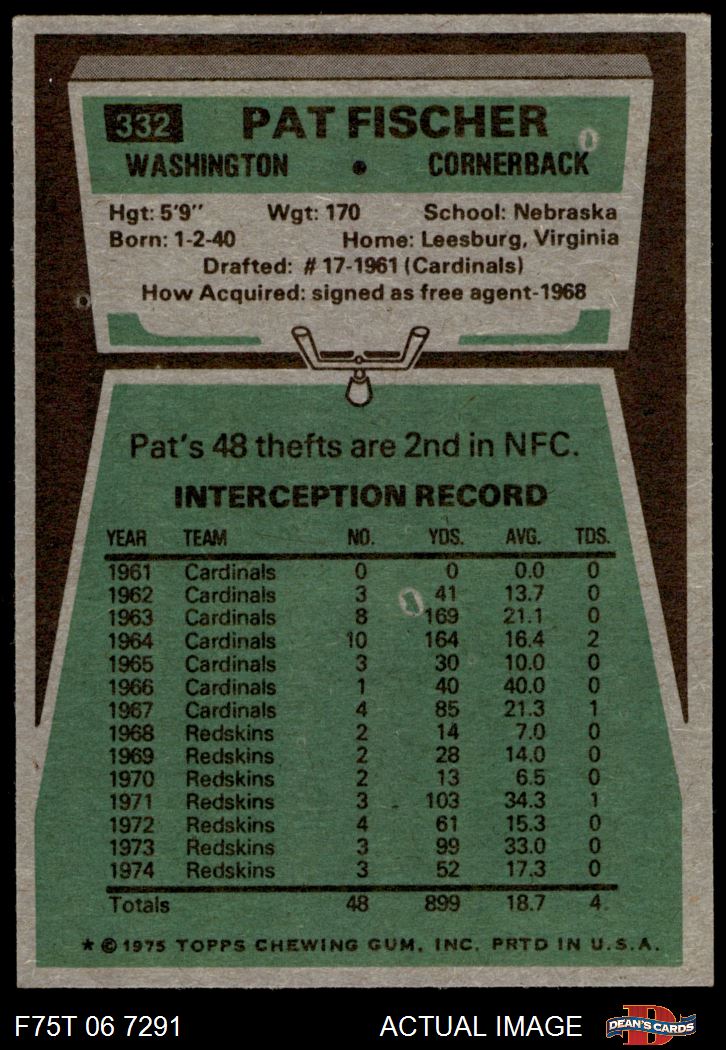 332 PAT FISCHER
WASHINGTON • CORNERBACK
Hgt: 5'9" Wgt: 170 School: Nebraska
Born: 1-2-40 Home: Leesburg, Virginia
Drafted: #17-1961 (Cardinals)
How Acquired: signed as free agent-1968
Pat's 48 thefts are 2nd in NFC.
INTERCEPTION RECORD
YEAR TEAM NO. YDS. AVG. TDS.
1961 Cardinals 0 0 0.0 0
1962 Cardinals 3 41 13.7 0
1963 Cardinals 8 169 21.1 0
1964 Cardinals 10 164 16.4 2
1965 Cardinals 3 30 10.0 0
1966 Cardinals 1 40 40.0 0
1967 Cardinals 4 85 21.3 1
1968 Redskins 2 14 7.0 0
1969 Redskins 2 28 14.0 0
1970 Redskins 2 13 6.5 0
1971 Redskins 3 103 34.3 1
1972 Redskins 4 61 15.3 0
1973 Redskins 3 99 33.0 0
1974 Redskins 3 52 17.3 0
Totals 48 899 18.7 4
* © 1975 TOPPS CHEWING GUM, INC. PRTD IN U.S.A.
F75T 06 7291 ACTUAL IMAGE D DEAN'S CARDS